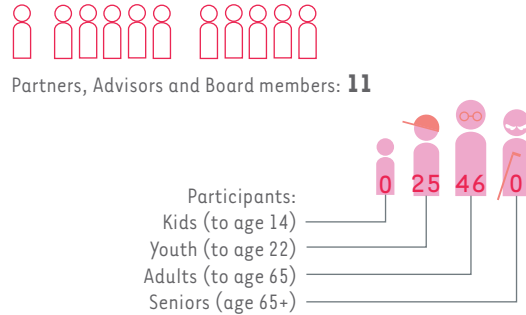 Partners, Advisors and Board members: 11
0 25 46 0
Participants:
Kids (to age 14)
Youth (to age 22)
Adults (to age 65)
Seniors (age 65+)